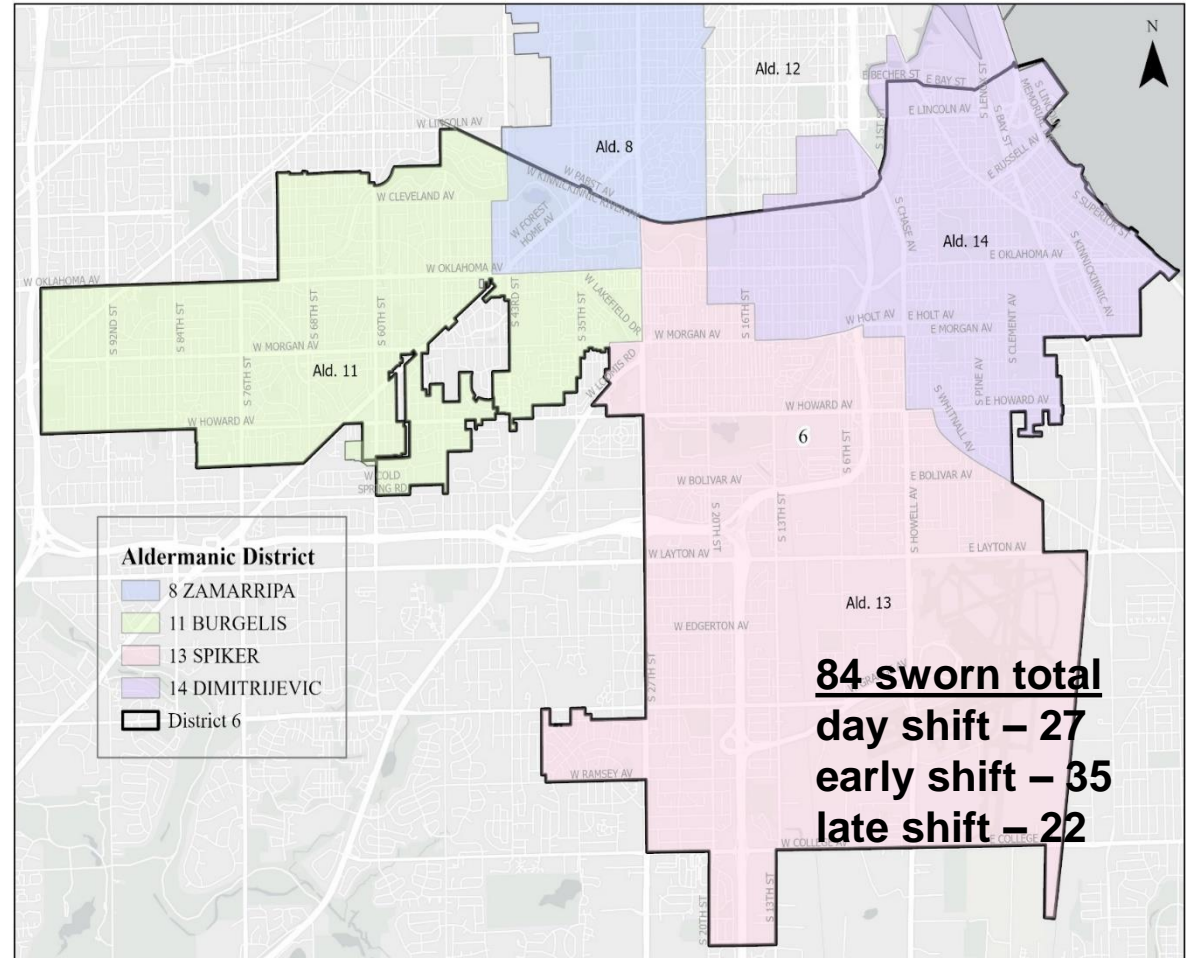 N
Ald. 12
E BECHER ST
E BAY ST
S LENOX ST
S LINCOLN MEMORIAL
S 1ST ST
E LINCOLN AV
S BAY ST
E RUSSELL AV
W LINCOLN AV
Ald. 8
W PABST AV
W KINNICKINNIC RIVER
W CLEVELAND AV
W FOREST HOME AV
S CHASE AV
S SUPERIOR ST
Ald. 14
E OKLAHOMA AV
S KINNICKINNIC AV
W OKLAHOMA AV
W OKLAHOMA AV
S 92ND ST
S 84TH ST
S 68TH ST
S 60TH ST
S 43RD ST
S 35TH ST
W LAKEFIELD DR
S 16TH ST
W HOLT AV
E HOLT AV
S CLEMENT AV
W MORGAN AV
W MORGAN AV
E MORGAN AV
S 76TH ST
Ald. 11
W LOOMIS RD
S PINE AV
W HOWARD AV
W HOWARD AV
E HOWARD AV
S WHITNALL AV
6
S 6TH ST
W COLD SPRING RD
W BOLIVAR AV
E BOLIVAR AV
S 20TH ST
S 13TH ST
S HOWELL AV
W LAYTON AV
E LAYTON AV
Aldermanic District
8 ZAMARRIPA
11 BURGELIS
13 SPIKER
14 DIMITRIJEVIC
District 6
Ald. 13
W EDGERTON AV
S 27TH ST
84 sworn total
day shift – 27
early shift – 35
late shift – 22
W RAMSEY AV
W COLLEGE AV
E COLLEGE
S 20TH ST
S 13TH ST